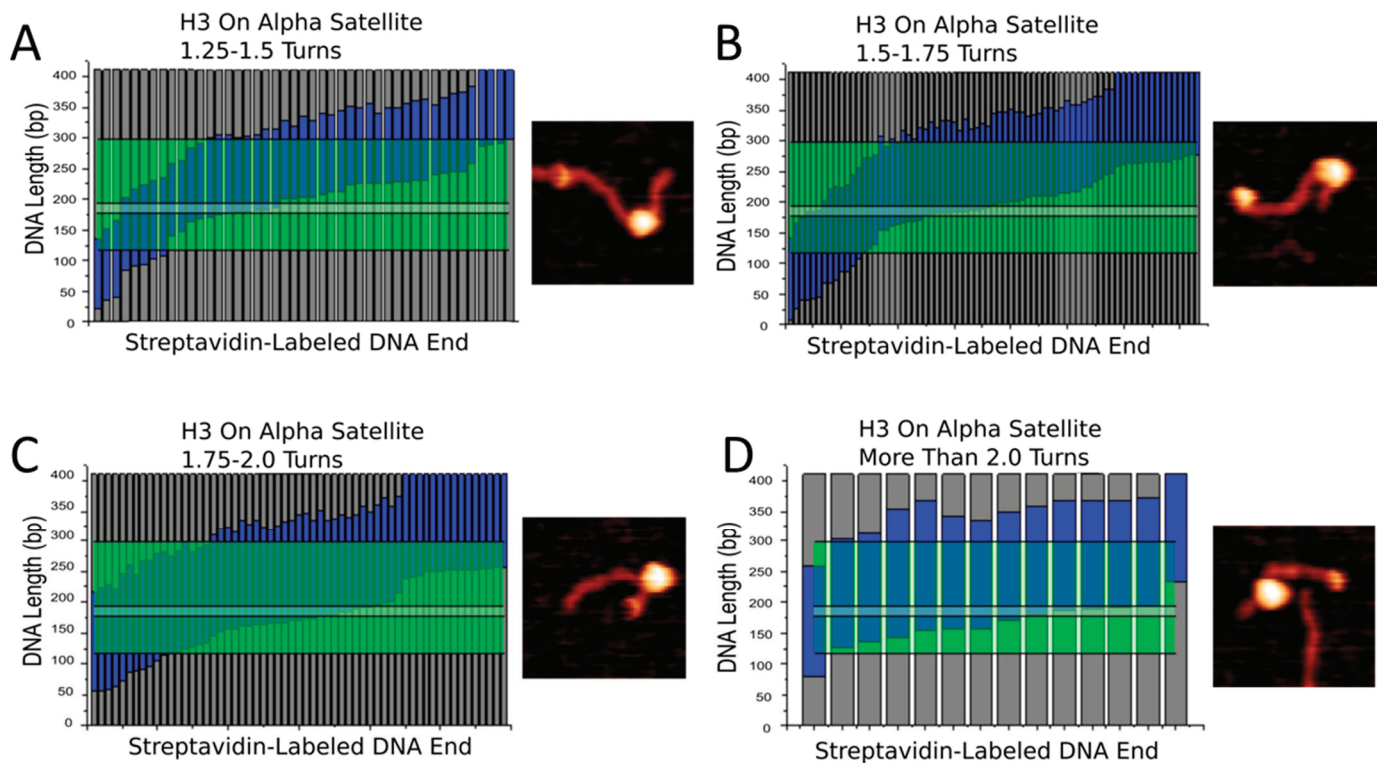 A
H3 On Alpha Satellite
1.25-1.5 Turns
DNA Length (bp)
400
350
300
250
200
150
100
50
0
Streptavidin-Labeled DNA End
B
H3 On Alpha Satellite
1.5-1.75 Turns
DNA Length (bp)
400
350
300
250
200
150
100
50
0
Streptavidin-Labeled DNA End
C
H3 On Alpha Satellite
1.75-2.0 Turns
DNA Length (bp)
400
350
300
250
200
150
100
50
0
Streptavidin-Labeled DNA End
D
H3 On Alpha Satellite
More Than 2.0 Turns
DNA Length (bp)
400
350
300
250
200
150
100
50
0
Streptavidin-Labeled DNA End